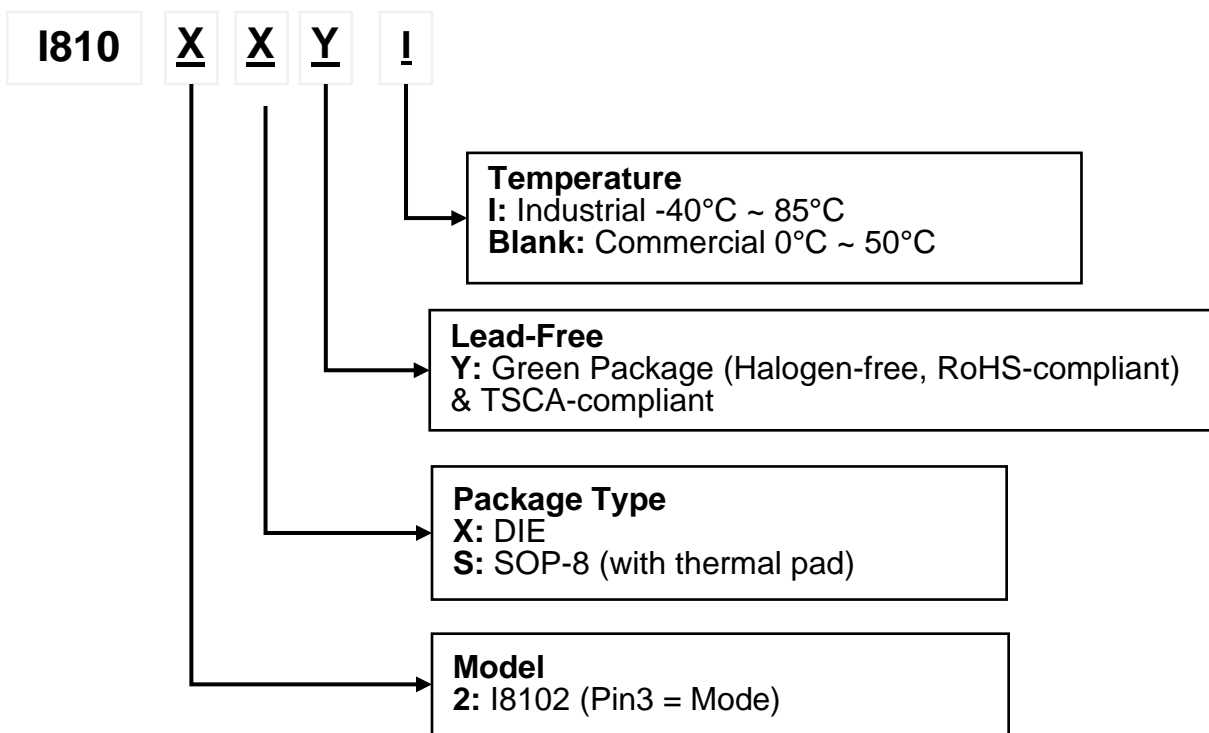 I810 X X Y I
Temperature
I: Industrial -40°C ~ 85°C
Blank: Commercial 0°C ~ 50°C
Lead-Free
Y: Green Package (Halogen-free, RoHS-compliant)
& TSCA-compliant
Package Type
X: DIE
S: SOP-8 (with thermal pad)
Model
2: I8102 (Pin3 = Mode)